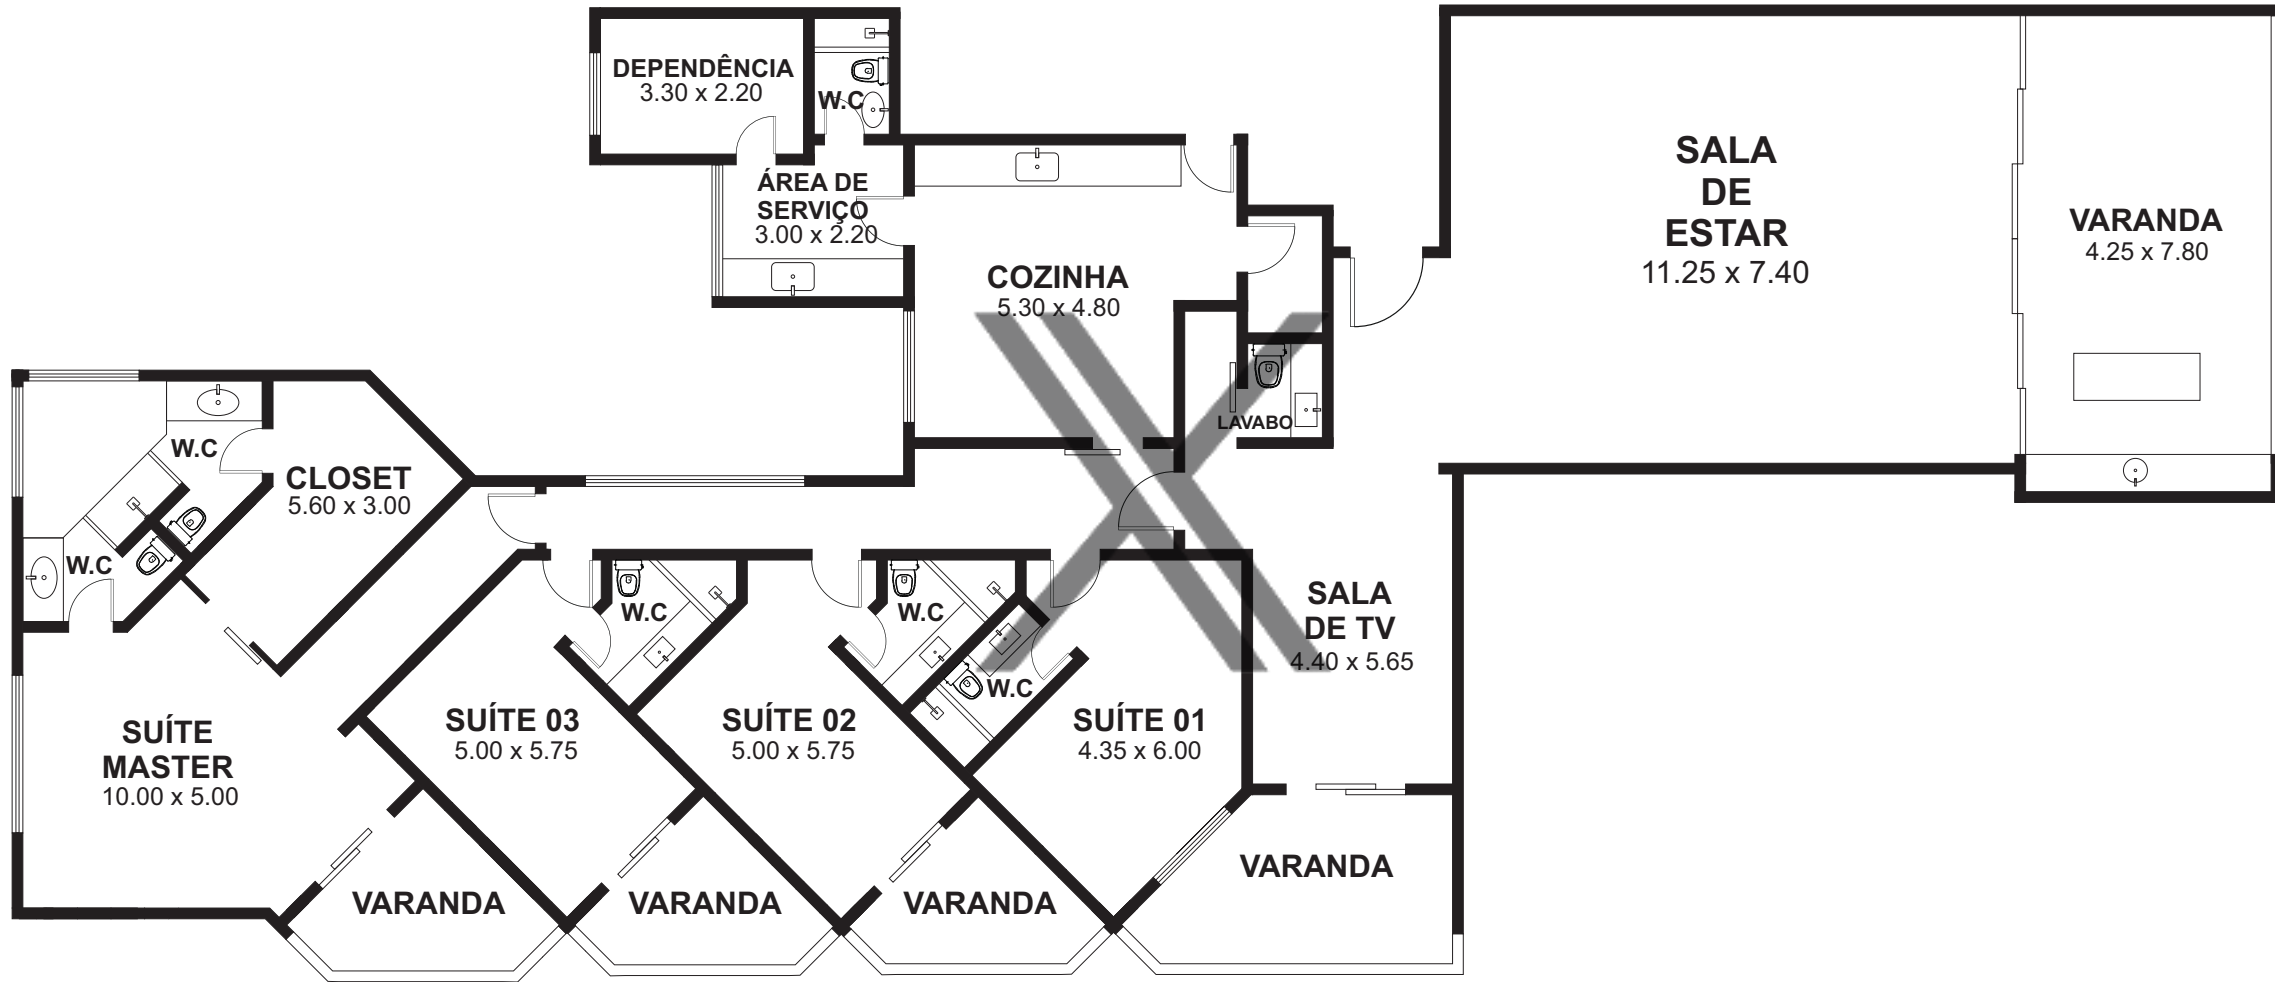 DEPENDÊNCIA
3.30 x 2.20
W.C
ÁREA DE
SERVIÇO
3.00 x 2.20
COZINHA
5.30 x 4.80
LAVABO
SALA
DE
ESTAR
11.25 x 7.40
VARANDA
4.25 x 7.80
W.C
CLOSET
5.60 x 3.00
W.C
SUÍTE
MASTER
10.00 x 5.00
W.C
SUÍTE 03
5.00 x 5.75
W.C
SUÍTE 02
5.00 x 5.75
W.C
SUÍTE 01
4.35 x 6.00
SALA
DE TV
4.40 x 5.65
VARANDA
VARANDA
VARANDA
VARANDA